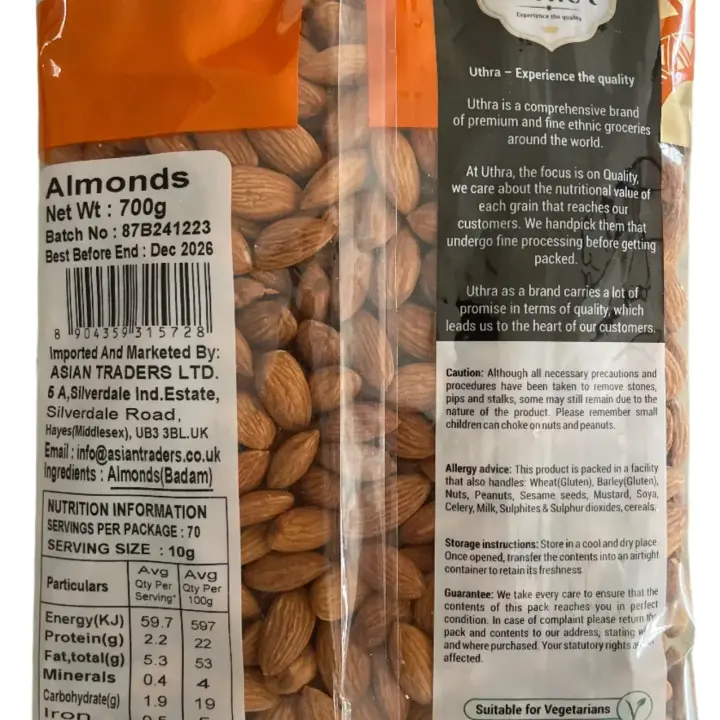 Experience the quality
Almonds
Net Wt : 700g
Batch No : 87B241223
Best Before End : Dec 2026
8 904359 315728
Imported And Marketed By:
ASIAN TRADERS LTD.
5 A,Silverdale Ind.Estate,
Silverdale Road,
Hayes(Middlesex), UB3 3BL.UK
Email : info@asiantraders.co.uk
Ingredients : Almonds(Badam)
NUTRITION INFORMATION
SERVINGS PER PACKAGE : 70
SERVING SIZE : 10g
Particulars Avg Qty Per Serving* Avg Qty Per 100g
Energy(KJ) 59.7 597
Protein(g) 2.2 22
Fat,total(g) 5.3 53
Minerals 0.4 4
Carbohydrate(g) 1.9 19
Iron
Uthra – Experience the quality
Uthra is a comprehensive brand
of premium and fine ethnic groceries
around the world.
At Uthra, the focus is on Quality,
we care about the nutritional value of
each grain that reaches our
customers. We handpick them that
undergo fine processing before getting
packed.
Uthra as a brand carries a lot of
promise in terms of quality, which
leads us to the heart of our customers.
Caution: Although all necessary precautions and
procedures have been taken to remove stones,
pips and stalks, some may still remain due to the
nature of the product. Please remember small
children can choke on nuts and peanuts.
Allergy advice: This product is packed in a facility
that also handles: Wheat(Gluten), Barley(Gluten),
Nuts, Peanuts, Sesame seeds, Mustard, Soya,
Celery, Milk, Sulphites & Sulphur dioxides, cereals.
Storage instructions: Store in a cool and dry place.
Once opened, transfer the contents into an airtight
container to retain its freshness.
Guarantee: We take every care to ensure that the
contents of this pack reaches you in perfect
condition. In case of complaint please return the
pack and contents to our address, stating
and where purchased. Your statutory rights
affected.
Suitable for Vegetarians